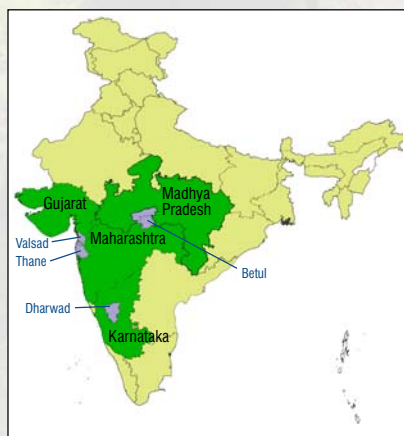 Gujarat
Madhya
Pradesh
Valsad
Maharashtra
Thane
Betul
Dharwad
Karnataka